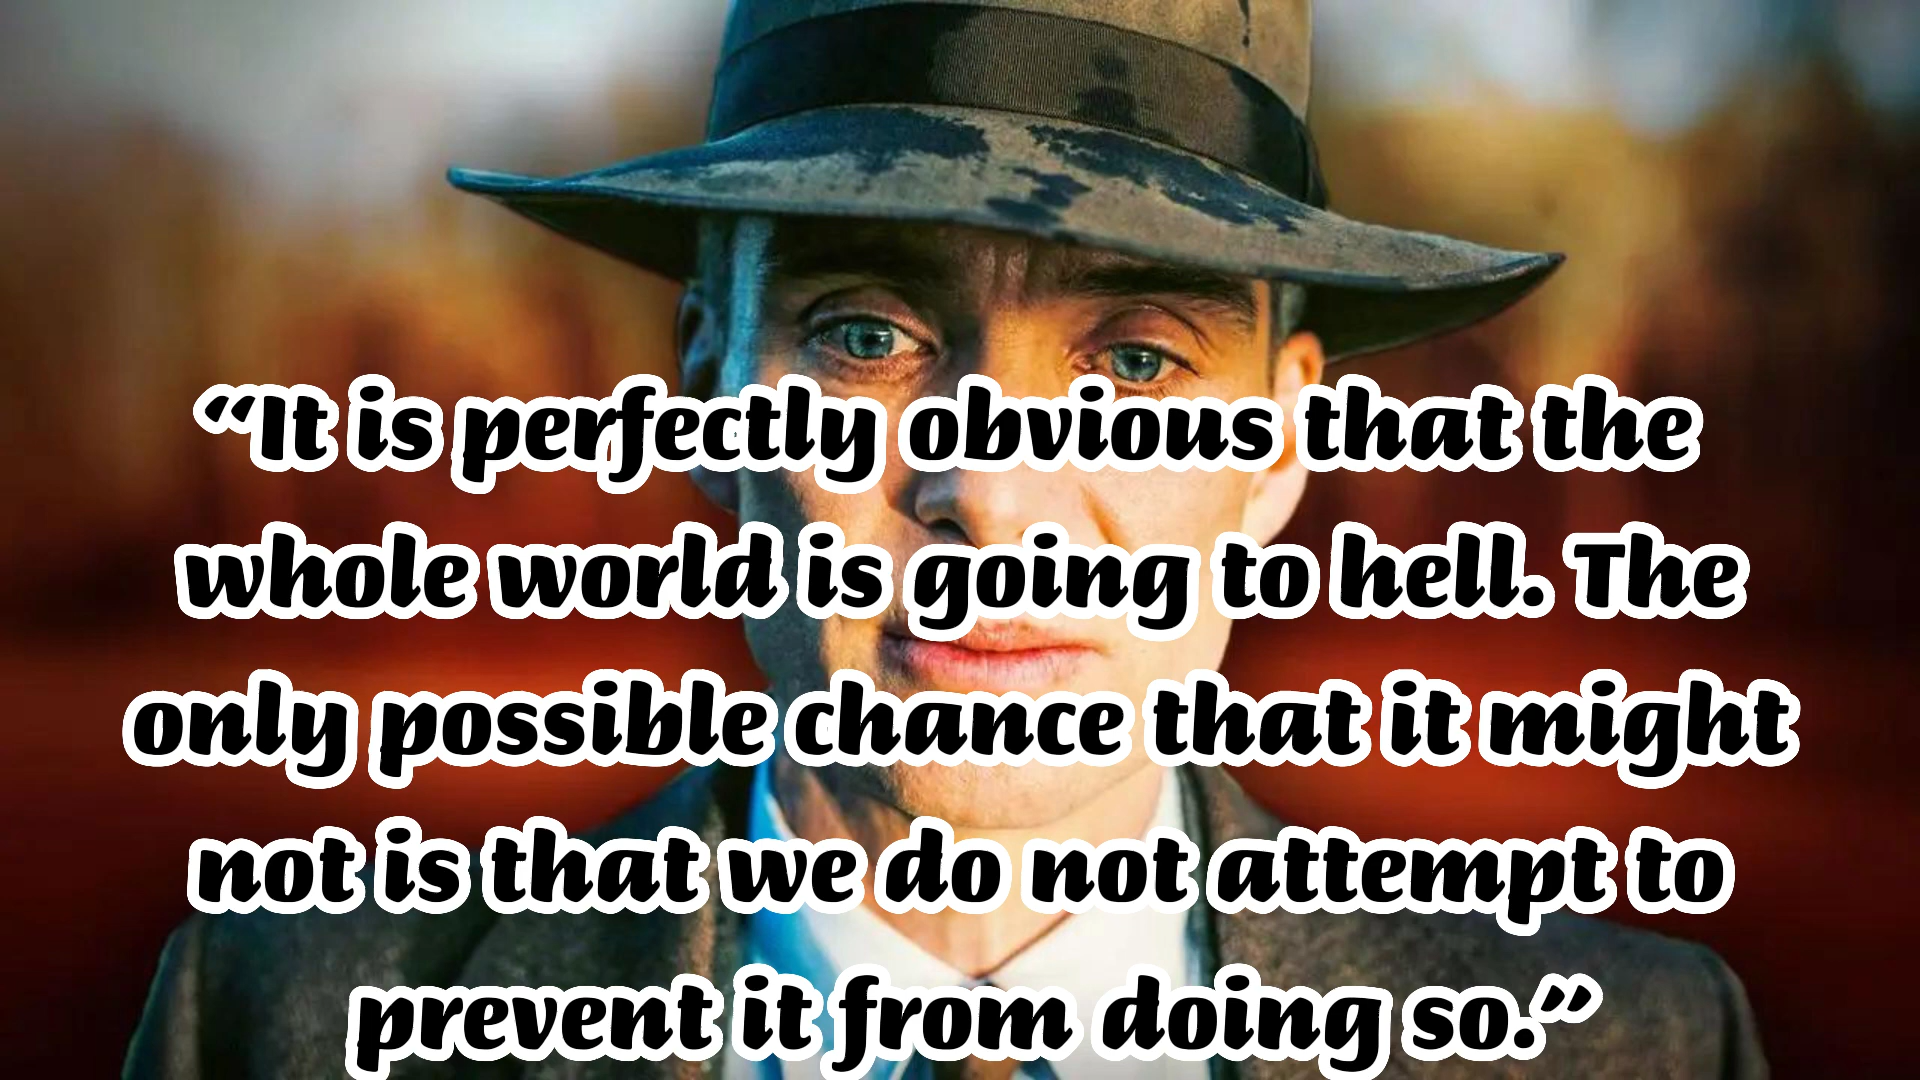 “It is perfectly obvious that the
whole world is going to hell. The
only possible chance that it might
not is that we do not attempt to
prevent it from doing so.”